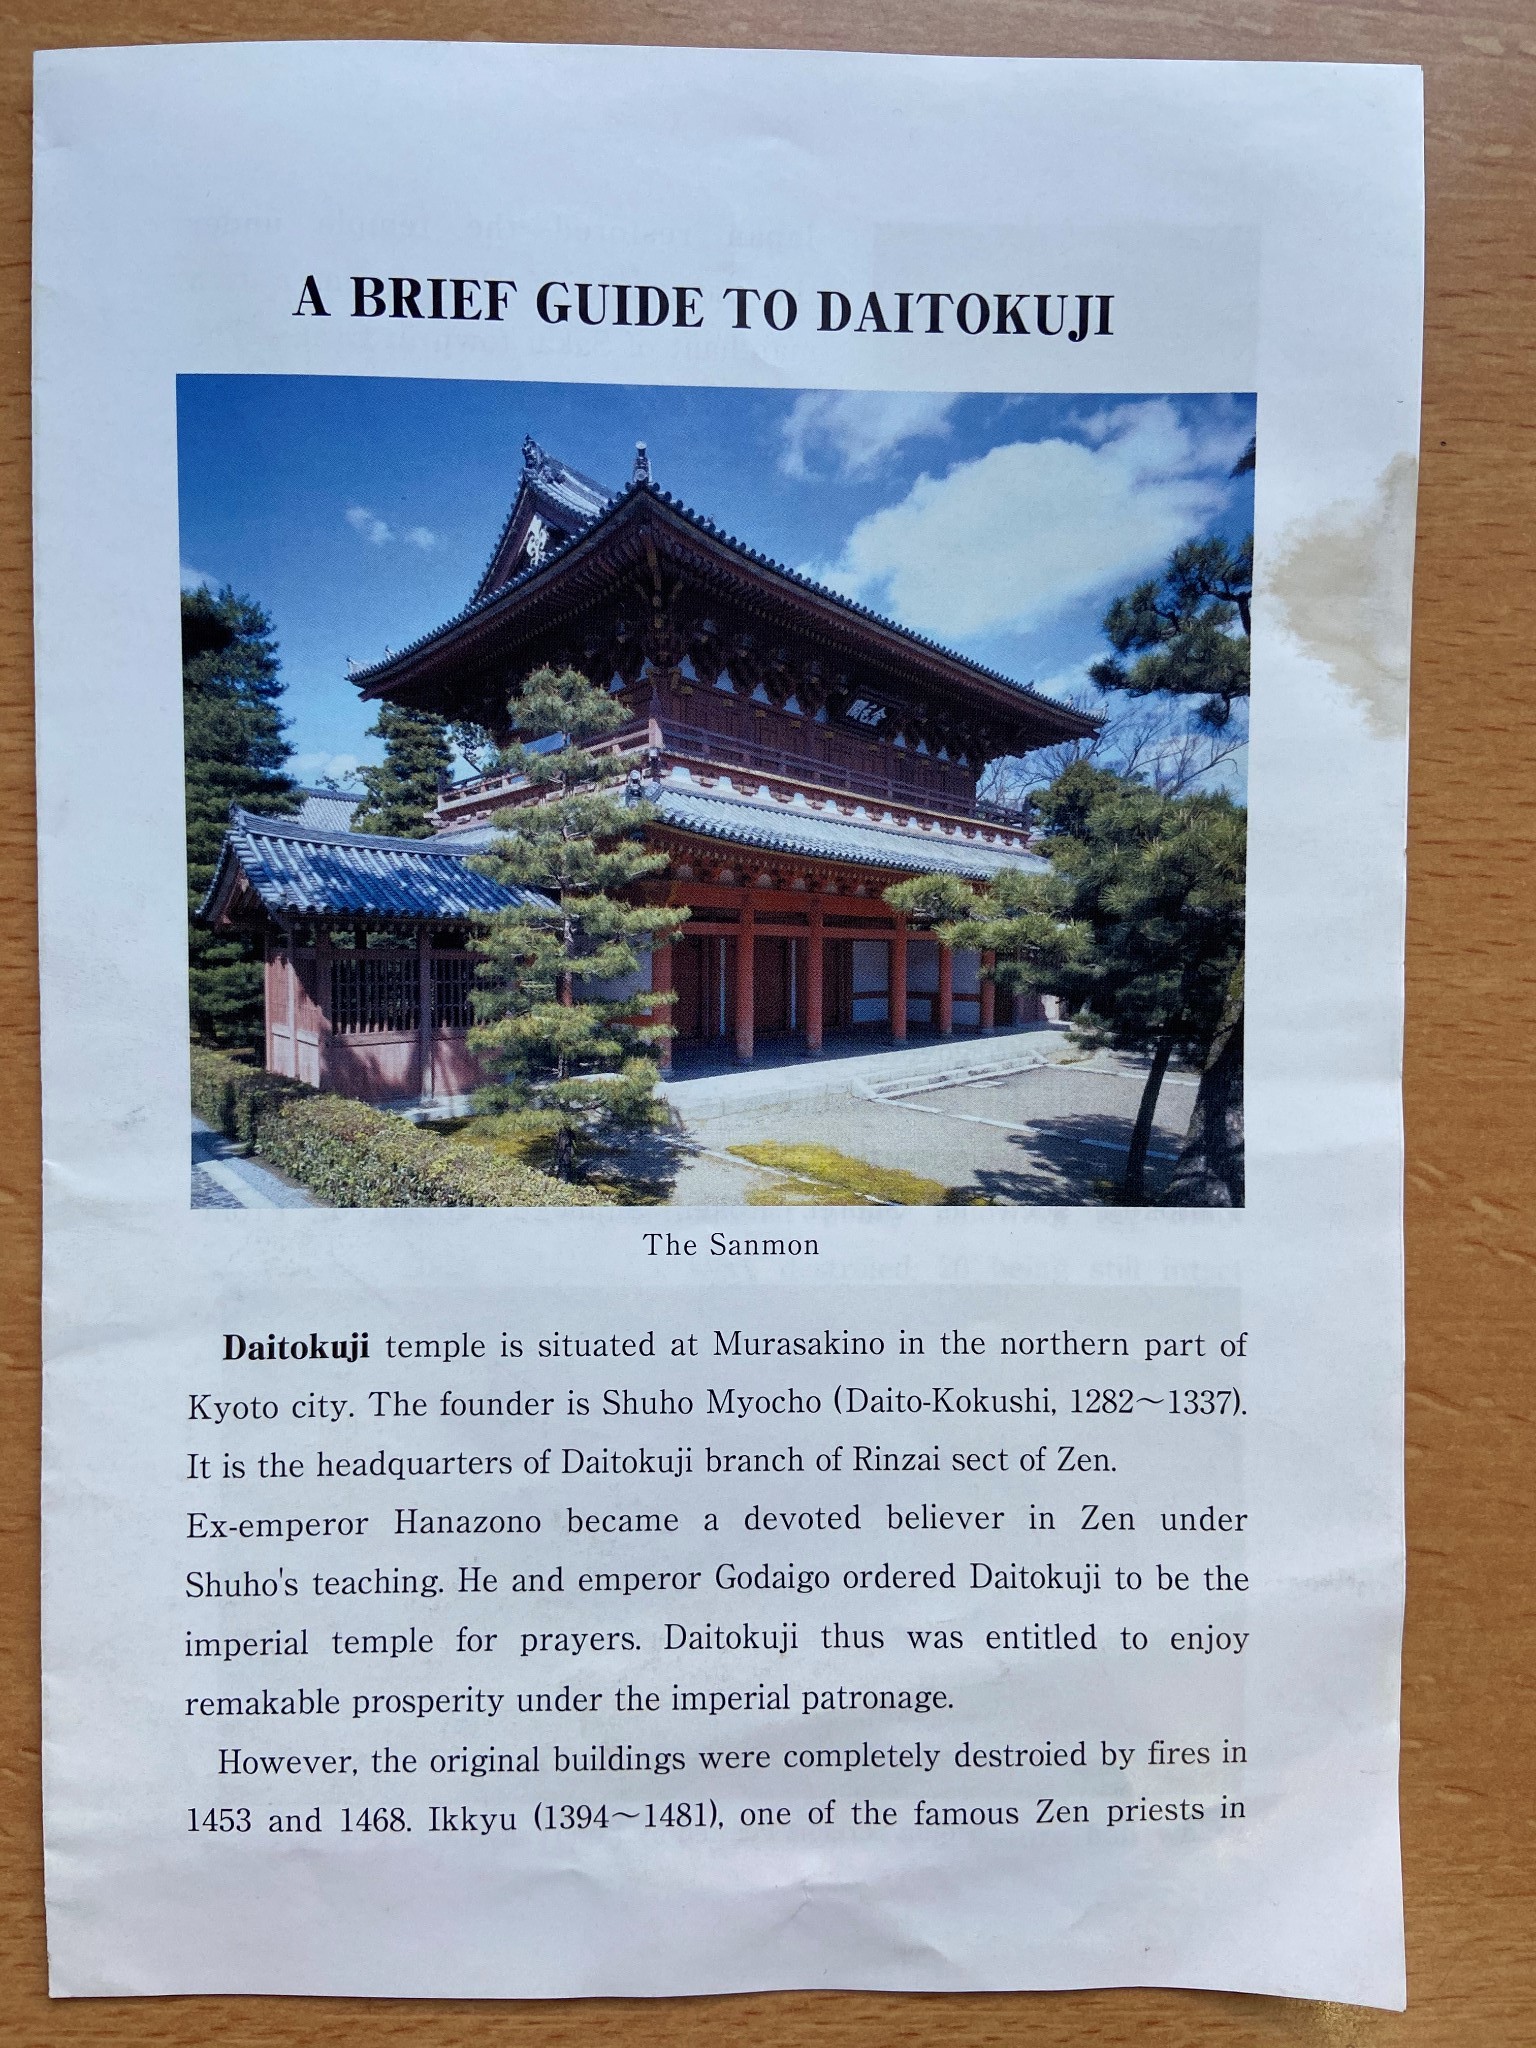 A BRIEF GUIDE TO DAITOKUJI
The Sanmon
Daitokuji temple is situated at Murasakino in the northern part of
Kyoto city. The founder is Shuho Myocho (Daito-Kokushi, 1282～1337).
It is the headquarters of Daitokuji branch of Rinzai sect of Zen.
Ex-emperor Hanazono became a devoted believer in Zen under
Shuho's teaching. He and emperor Godaigo ordered Daitokuji to be the
imperial temple for prayers. Daitokuji thus was entitled to enjoy
remakable prosperity under the imperial patronage.
However, the original buildings were completely destroied by fires in
1453 and 1468. Ikkyu (1394～1481), one of the famous Zen priests in